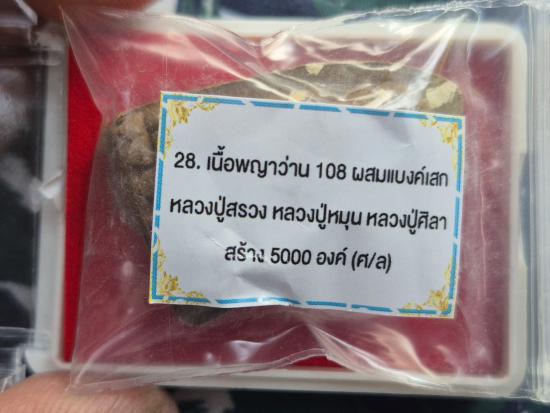 28. เนื้อพญาว่าน 108 ผสมแบงค์เสก
หลวงปู่สรวง หลวงปู่หมุน หลวงปู่ศิลา
สร้าง 5000 องค์ (ศ/ล)